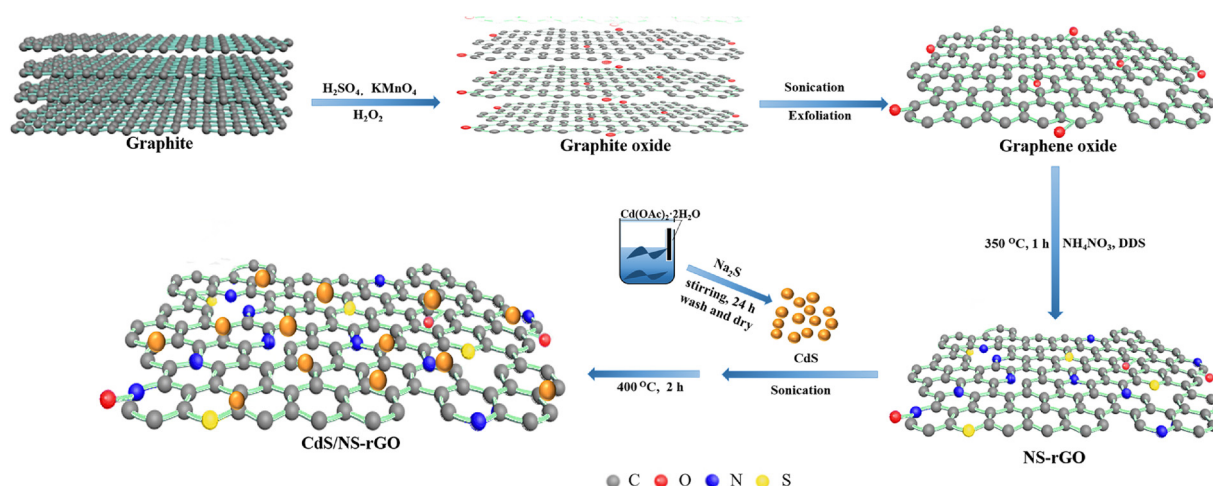 H₂SO₄, KMnO₄
H₂O₂
Graphite
Graphite oxide
Sonication
Exfoliation
Graphene oxide
350 °C, 1 h
NH₄NO₃, DDS
NS-rGO
Cd(OAc)₂·2H₂O
Na₂S
stirring, 24 h
wash and dry
CdS
Sonication
400 °C, 2 h
CdS/NS-rGO
C O N S